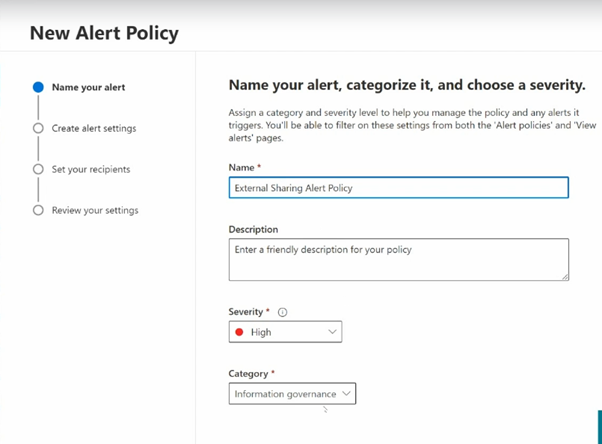 New Alert Policy
Name your alert
Create alert settings
Set your recipients
Review your settings
Name your alert, categorize it, and choose a severity.
Assign a category and severity level to help you manage the policy and any alerts it
triggers. You'll be able to filter on these settings from both the 'Alert policies' and 'View
alerts' pages.
Name *
External Sharing Alert Policy
Description
Enter a friendly description for your policy
Severity *
High
Category *
Information governance